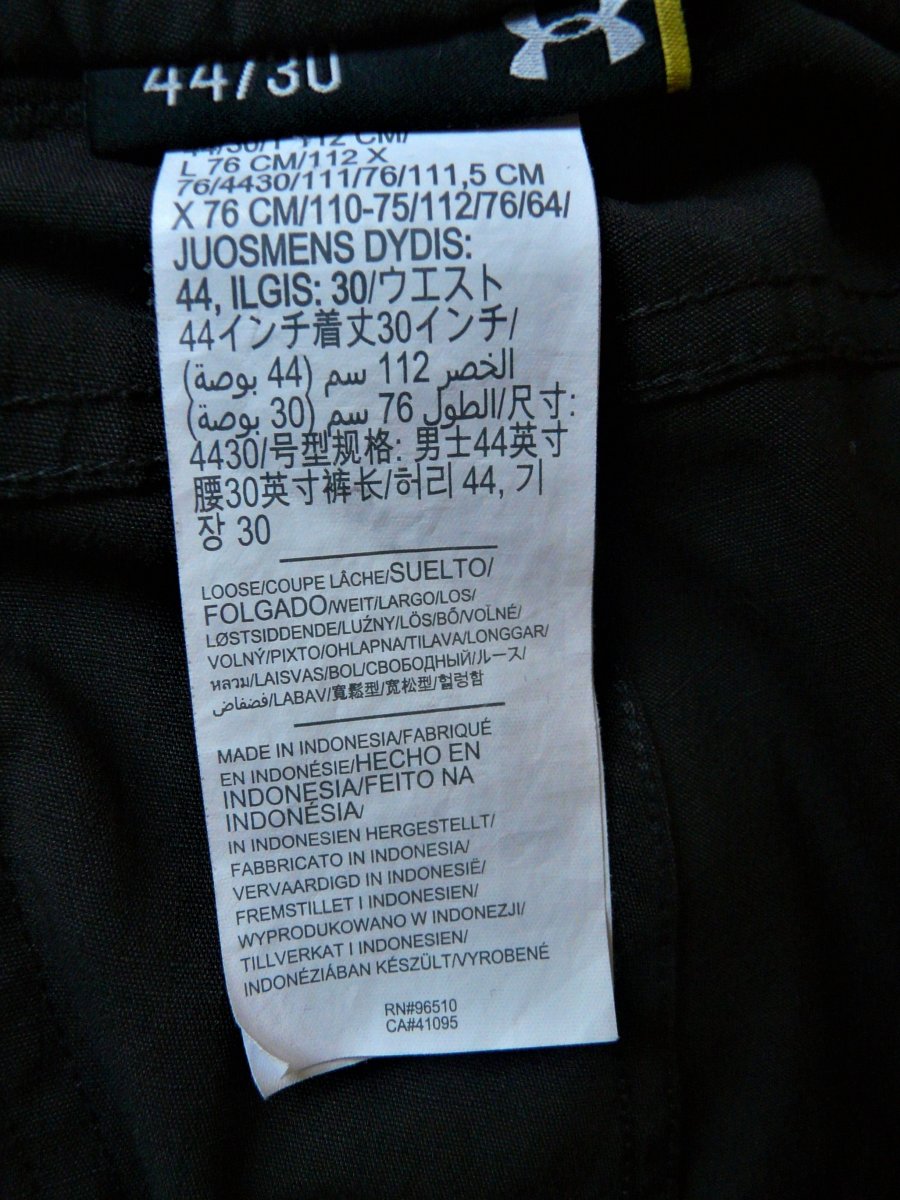 44/30
44/30/T 112 CM/
L 76 CM/112 X
76/4430/111/76/111,5 CM
X 76 CM/110-75/112/76/64/
JUOSMENS DYDIS:
44, ILGIS: 30/ウエスト
44インチ着丈30インチ/
الخصر 112 سم (44 بوصة)
الطول 76 سم (30 بوصة)/尺寸:
4430/号型规格: 男士44英寸
腰30英寸裤长/허리 44, 기
장 30
LOOSE/COUPE LÂCHE/SUELTO/
FOLGADO/WEIT/LARGO/LOS/
LØSTSIDDENDE/LUŹNY/LÖS/BŐ/VOĽNÉ/
VOLNÝ/PIXTO/OHLAPNA/TILAVA/LONGGAR/
หลวม/LAISVAS/BOL/СВОБОДНЫЙ/ルース/
فضفاض/LABAV/寬鬆型/宽松型/헐렁함
MADE IN INDONESIA/FABRIQUÉ
EN INDONÉSIE/HECHO EN
INDONESIA/FEITO NA
INDONÉSIA/
IN INDONESIEN HERGESTELLT/
FABBRICATO IN INDONESIA/
VERVAARDIGD IN INDONESIË/
FREMSTILLET I INDONESIEN/
WYPRODUKOWANO W INDONEZJI/
TILLVERKAT I INDONESIEN/
INDONÉZIÁBAN KÉSZÜLT/VYROBENÉ
RN#96510
CA#41095